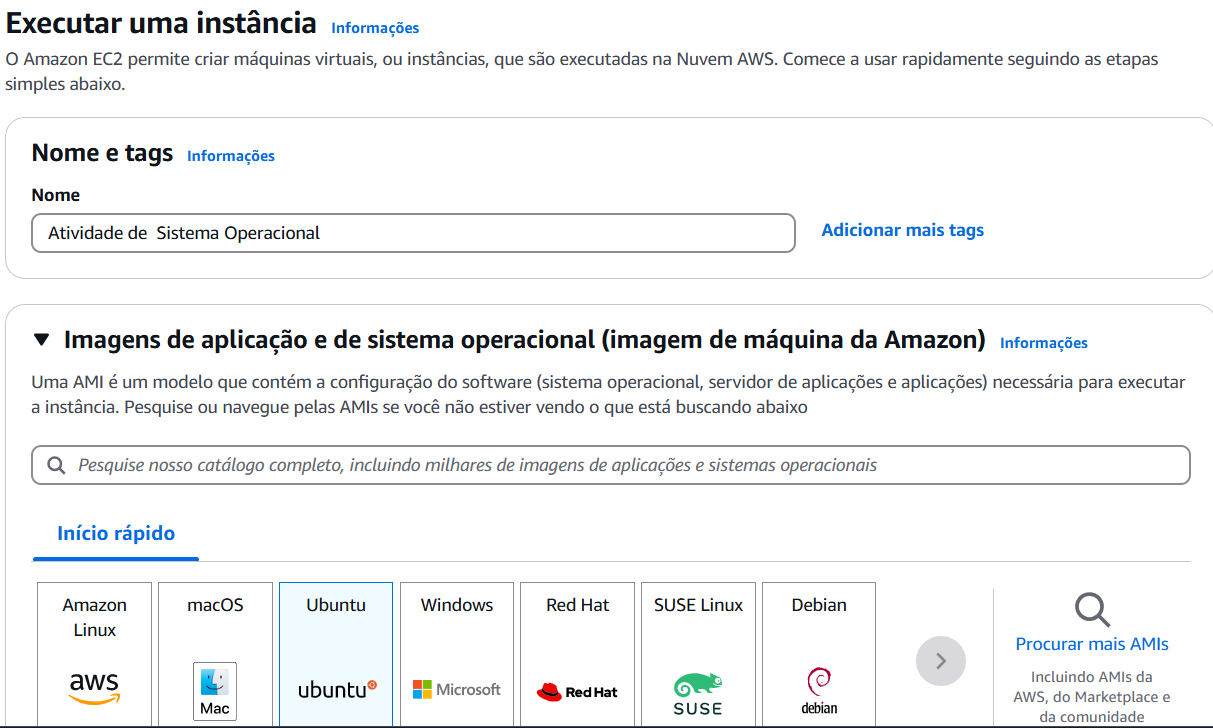 Executar uma instância Informações
O Amazon EC2 permite criar máquinas virtuais, ou instâncias, que são executadas na Nuvem AWS. Comece a usar rapidamente seguindo as etapas
simples abaixo.
Nome e tags Informações
Nome
Atividade de  Sistema Operacional
Adicionar mais tags
Imagens de aplicação e de sistema operacional (imagem de máquina da Amazon) Informações
Uma AMI é um modelo que contém a configuração do software (sistema operacional, servidor de aplicações e aplicações) necessária para executar
a instância. Pesquise ou navegue pelas AMIs se você não estiver vendo o que está buscando abaixo
Pesquise nosso catálogo completo, incluindo milhares de imagens de aplicações e sistemas operacionais
Início rápido
Amazon
Linux
aws
macOS
Mac
Ubuntu
ubuntu
Windows
Microsoft
Red Hat
Red Hat
SUSE Linux
SUSE
Debian
debian
Procurar mais AMIs
Incluindo AMIs da
AWS, do Marketplace e
da comunidade